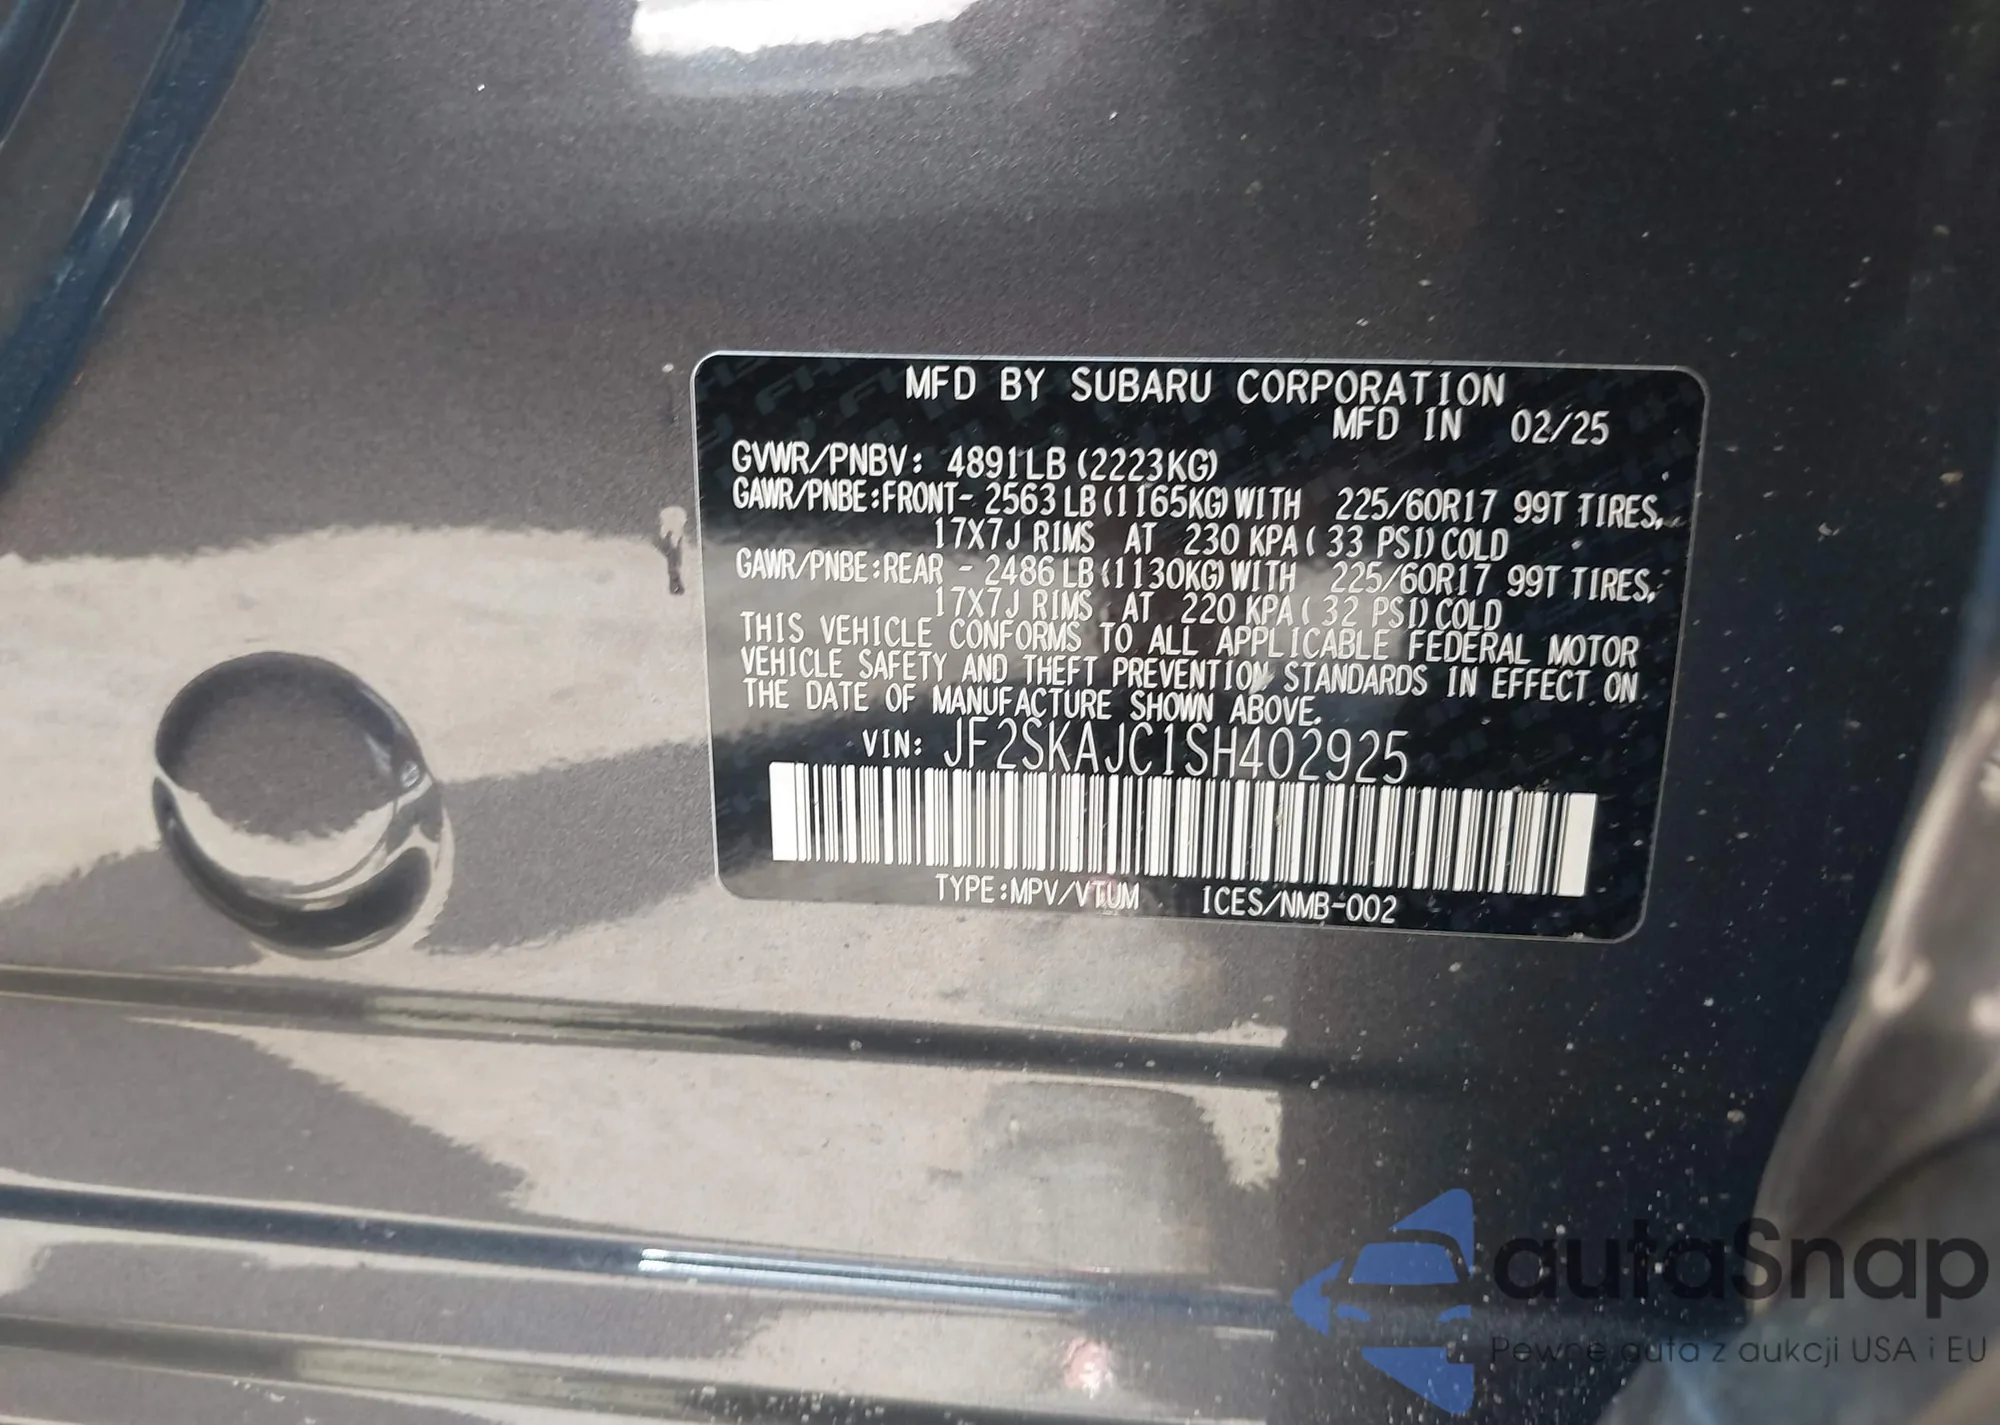 MFD BY SUBARU CORPORATION
MFD IN 02/25
GVWR/PNBV: 4891LB (2223KG)
GAWR/PNBE:FRONT- 2563 LB (1165KG) WITH 225/60R17 99T TIRES,
17X7J RIMS AT 230 KPA ( 33 PSI) COLD
GAWR/PNBE:REAR - 2486 LB (1130KG) WITH 225/60R17 99T TIRES,
17X7J RIMS AT 220 KPA ( 32 PSI) COLD
THIS VEHICLE CONFORMS TO ALL APPLICABLE FEDERAL MOTOR
VEHICLE SAFETY AND THEFT PREVENTION STANDARDS IN EFFECT ON
THE DATE OF MANUFACTURE SHOWN ABOVE.
VIN: JF2SKAJC1SH402925
TYPE:MPV/VTUM ICES/NMB-002
autaSnap
Pewne auta z aukcji USA i EU